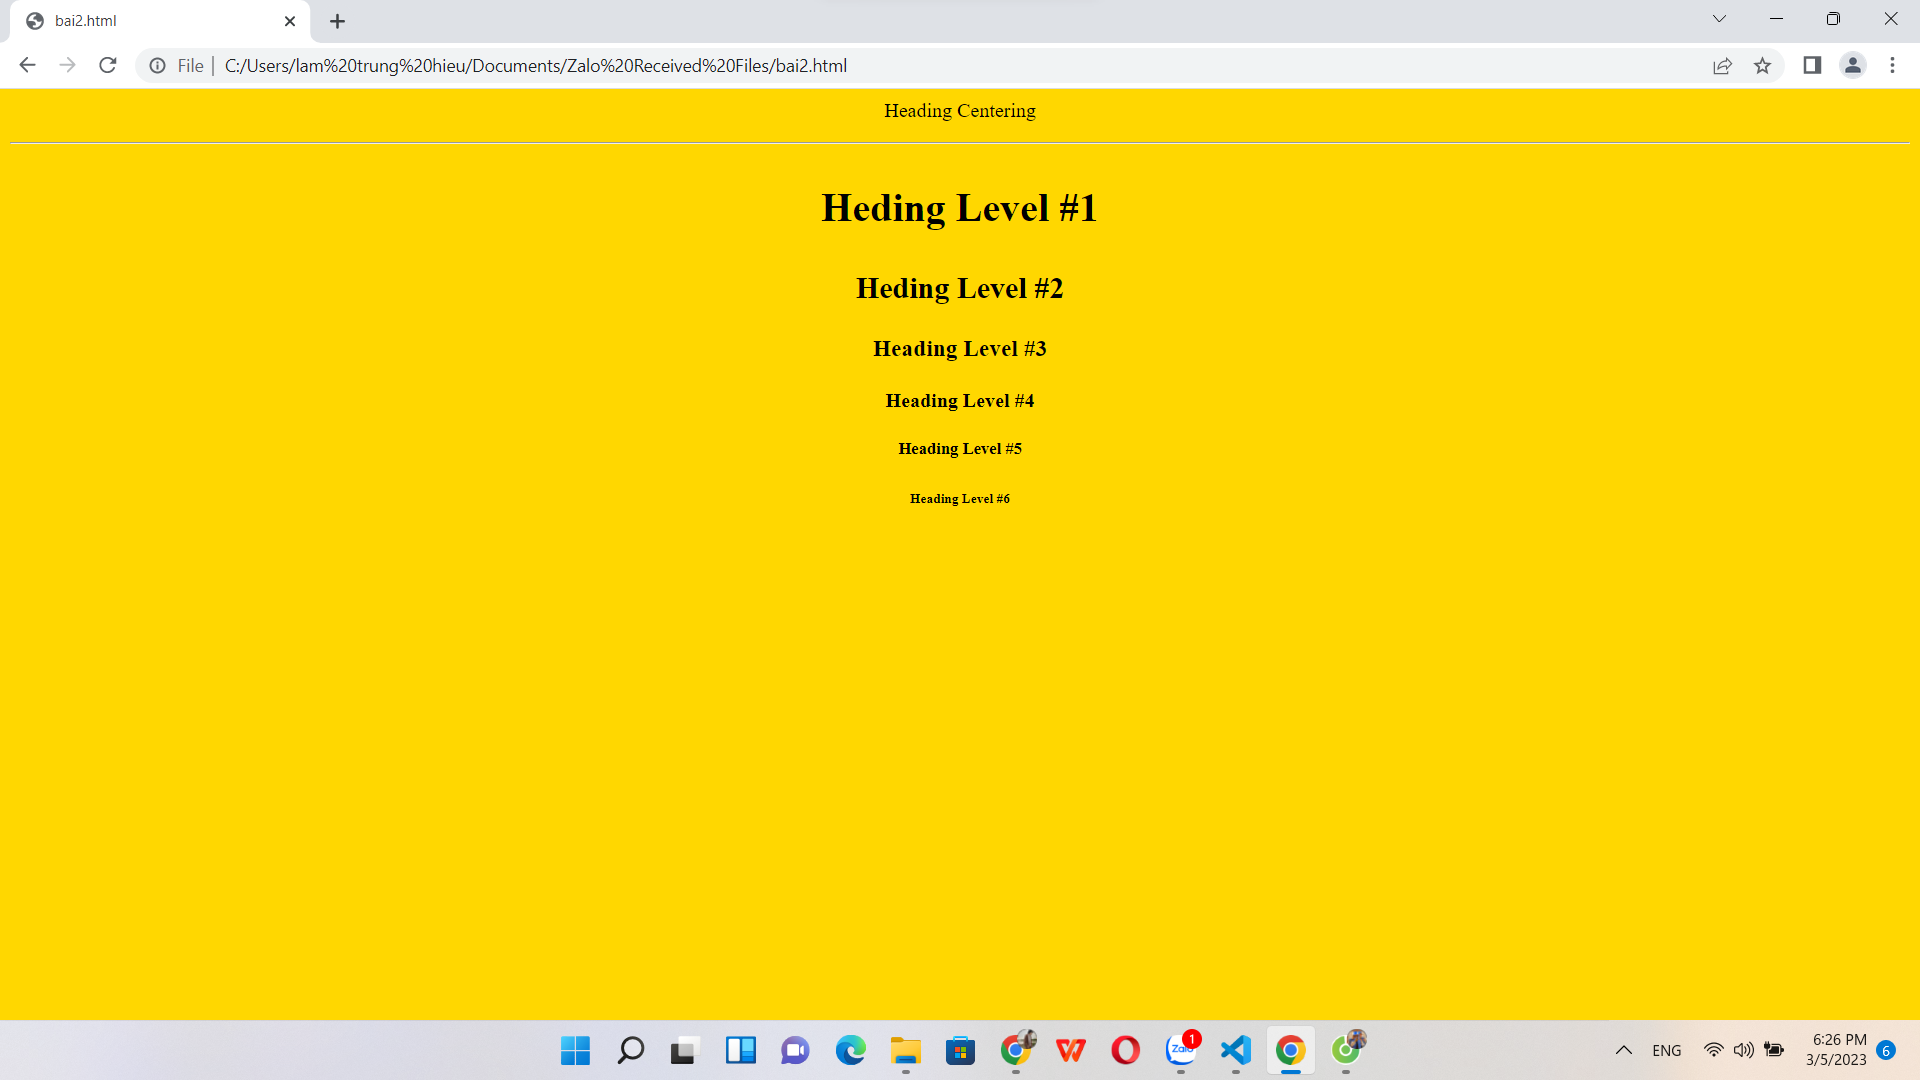 bai2.html
File | C:/Users/lam%20trung%20hieu/Documents/Zalo%20Received%20Files/bai2.html
Heading Centering
Heding Level #1
Heding Level #2
Heading Level #3
Heading Level #4
Heading Level #5
Heading Level #6
Zalo 1
ENG
6:26 PM
3/5/2023
6